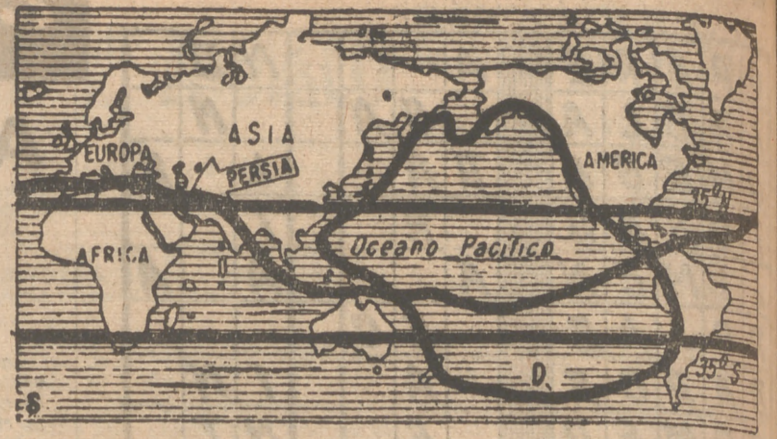 ASIA
EUROPA
PERSIA
AMERICA
35° N
Oceano Pacifico
AFRICA
D.
35° S
S